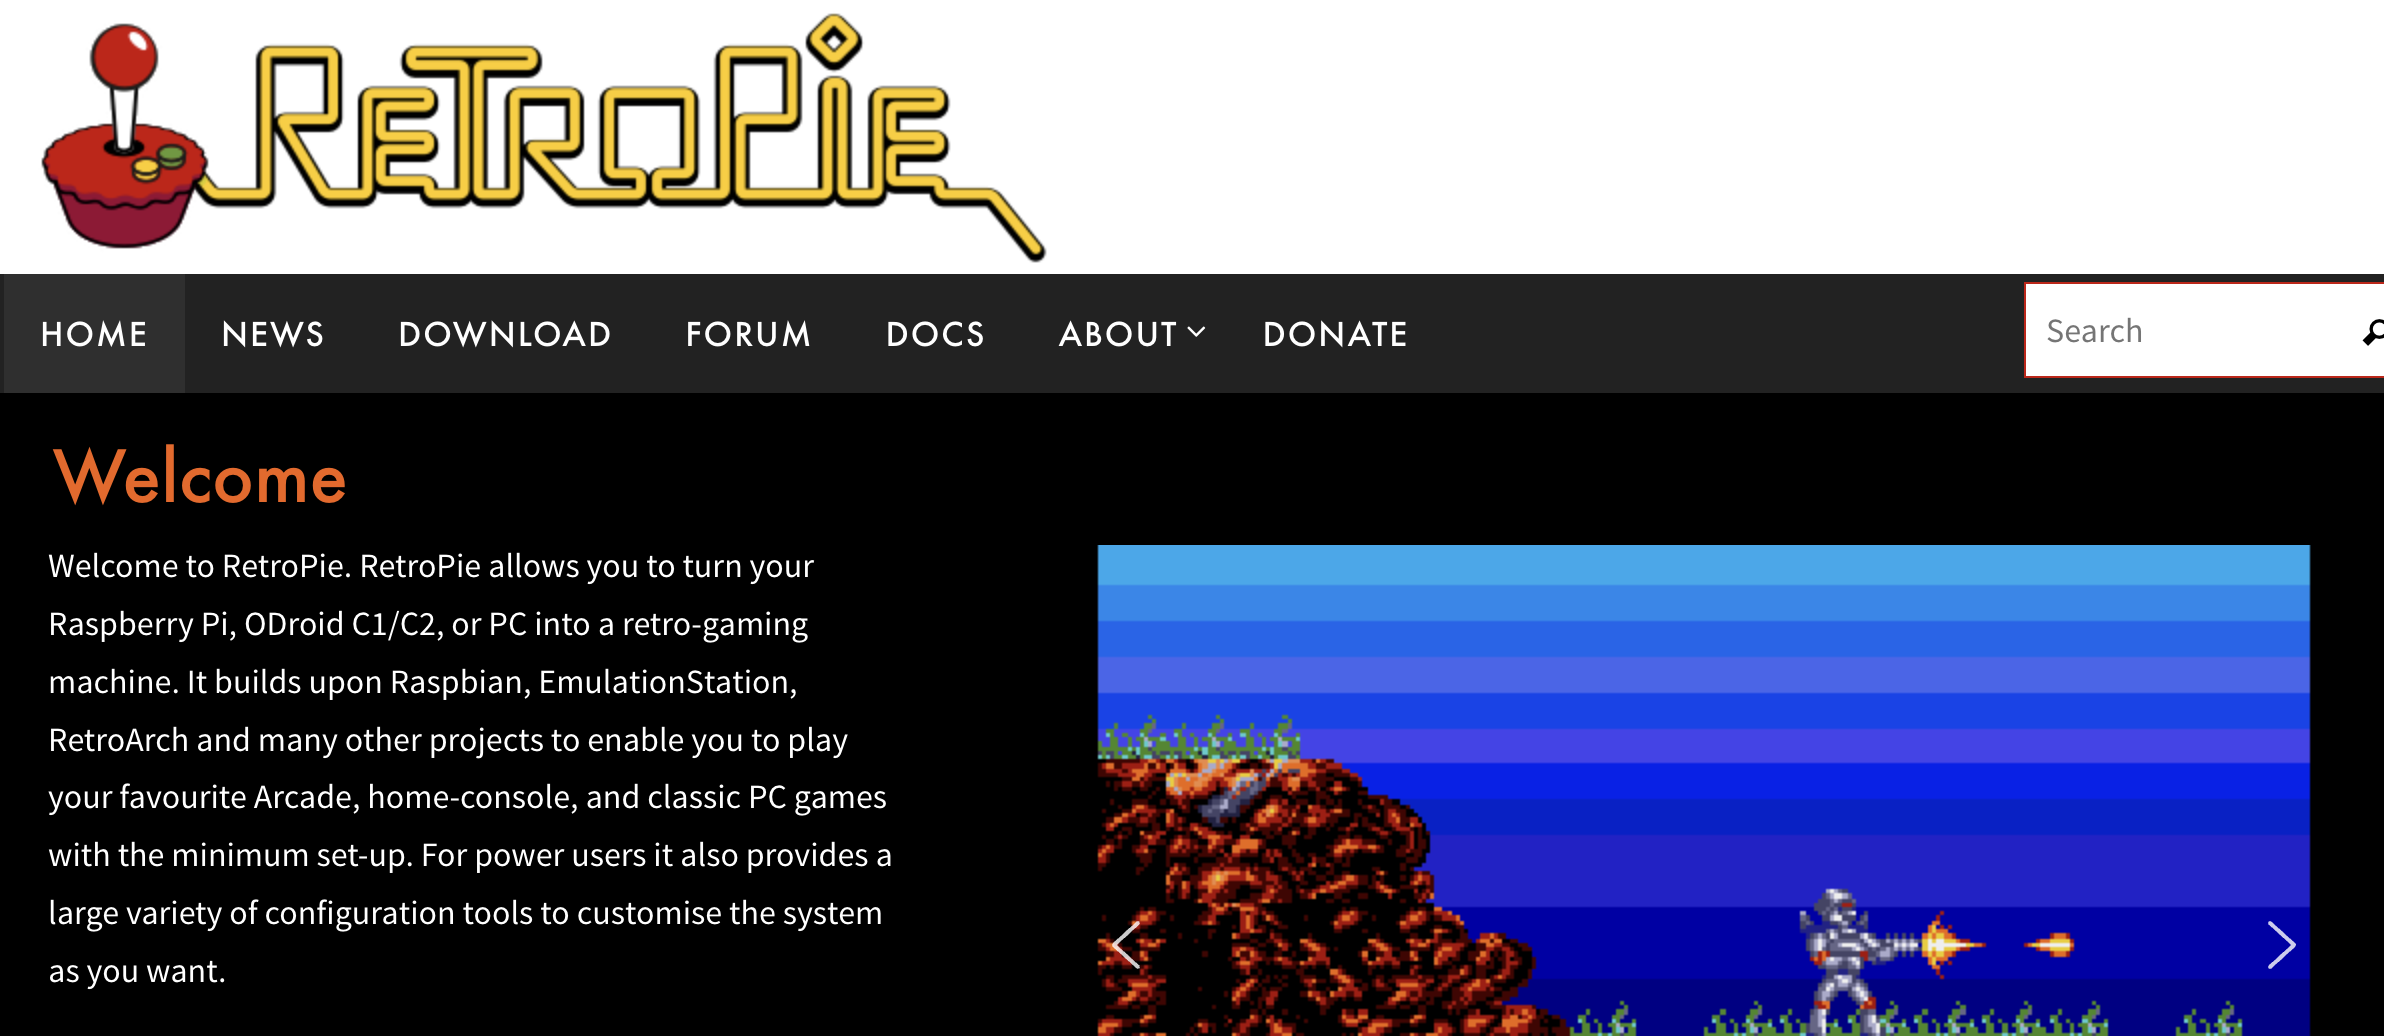 RetroPie
HOME NEWS DOWNLOAD FORUM DOCS ABOUT DONATE Search
Welcome
Welcome to RetroPie. RetroPie allows you to turn your
Raspberry Pi, ODroid C1/C2, or PC into a retro-gaming
machine. It builds upon Raspbian, EmulationStation,
RetroArch and many other projects to enable you to play
your favourite Arcade, home-console, and classic PC games
with the minimum set-up. For power users it also provides a
large variety of configuration tools to customise the system
as you want.